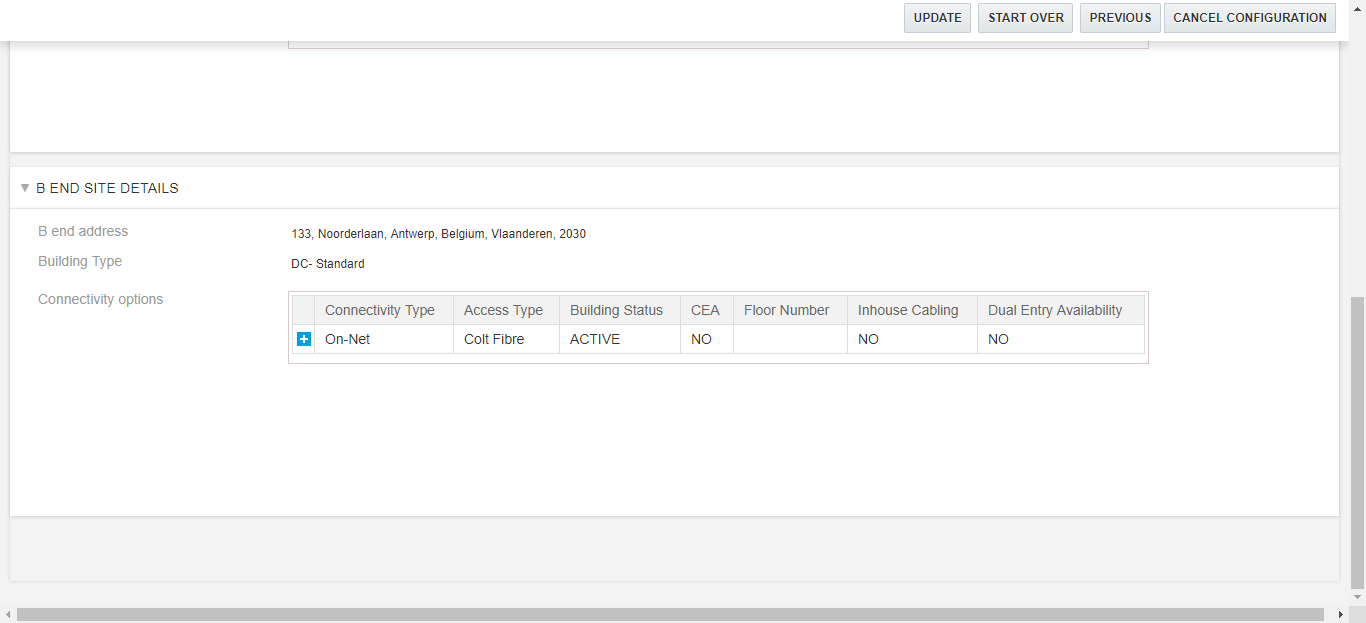 UPDATE START OVER PREVIOUS CANCEL CONFIGURATION
B END SITE DETAILS
B end address 133, Noorderlaan, Antwerp, Belgium, Vlaanderen, 2030
Building Type DC- Standard
Connectivity options
Connectivity Type Access Type Building Status CEA Floor Number Inhouse Cabling Dual Entry Availability
On-Net Colt Fibre ACTIVE NO NO NO